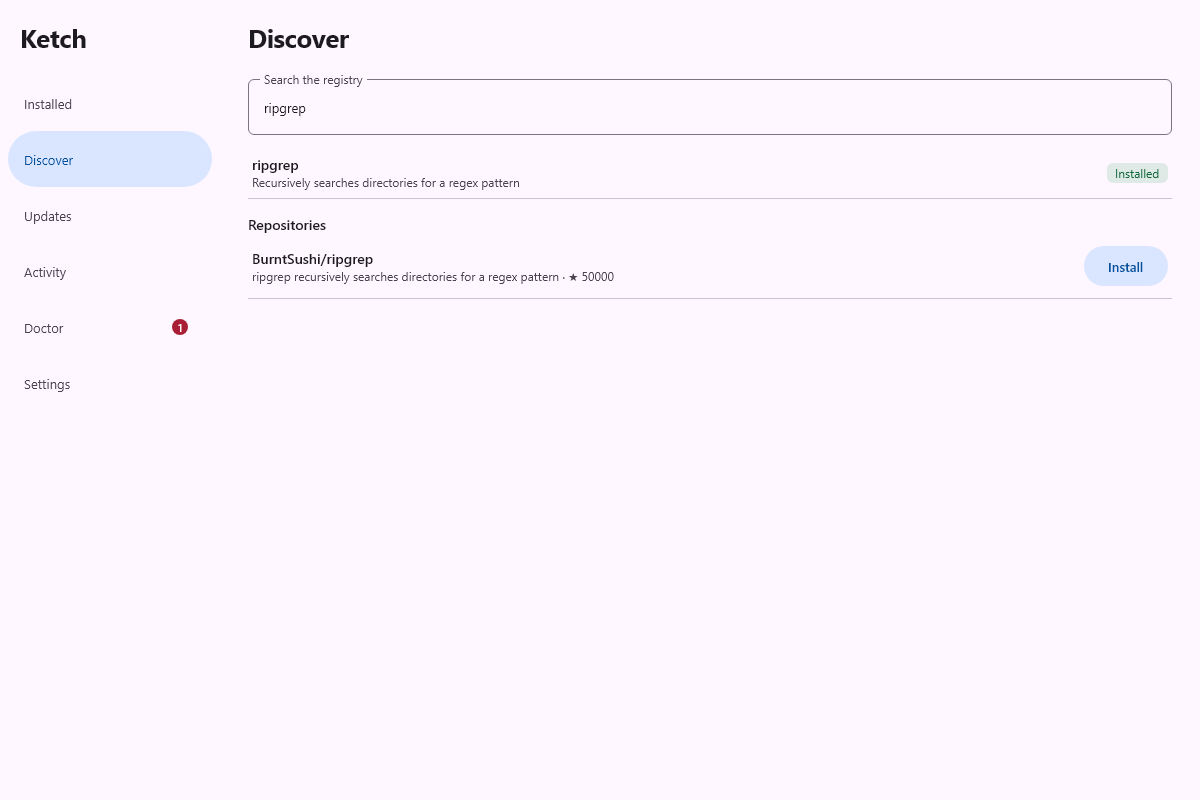 Ketch
Installed
Discover
Updates
Activity
Doctor
1
Settings
Discover
Search the registry
ripgrep
ripgrep
Recursively searches directories for a regex pattern
Installed
Repositories
BurntSushi/ripgrep
ripgrep recursively searches directories for a regex pattern · ★ 50000
Install